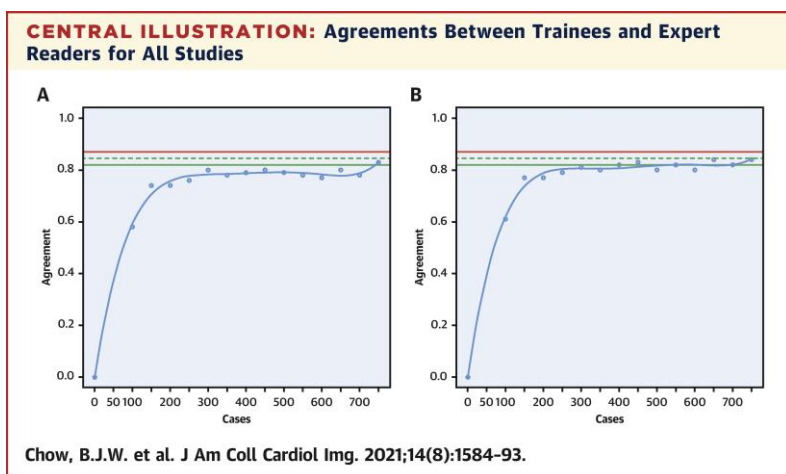 CENTRAL ILLUSTRATION: Agreements Between Trainees and Expert
Readers for All Studies
A
1.0
0.8
0.6
0.4
0.2
0.0
Agreement
0 50 100 200 300 400 500 600 700
Cases
B
1.0
0.8
0.6
0.4
0.2
0.0
Agreement
0 50 100 200 300 400 500 600 700
Cases
Chow, B.J.W. et al. J Am Coll Cardiol Img. 2021;14(8):1584-93.